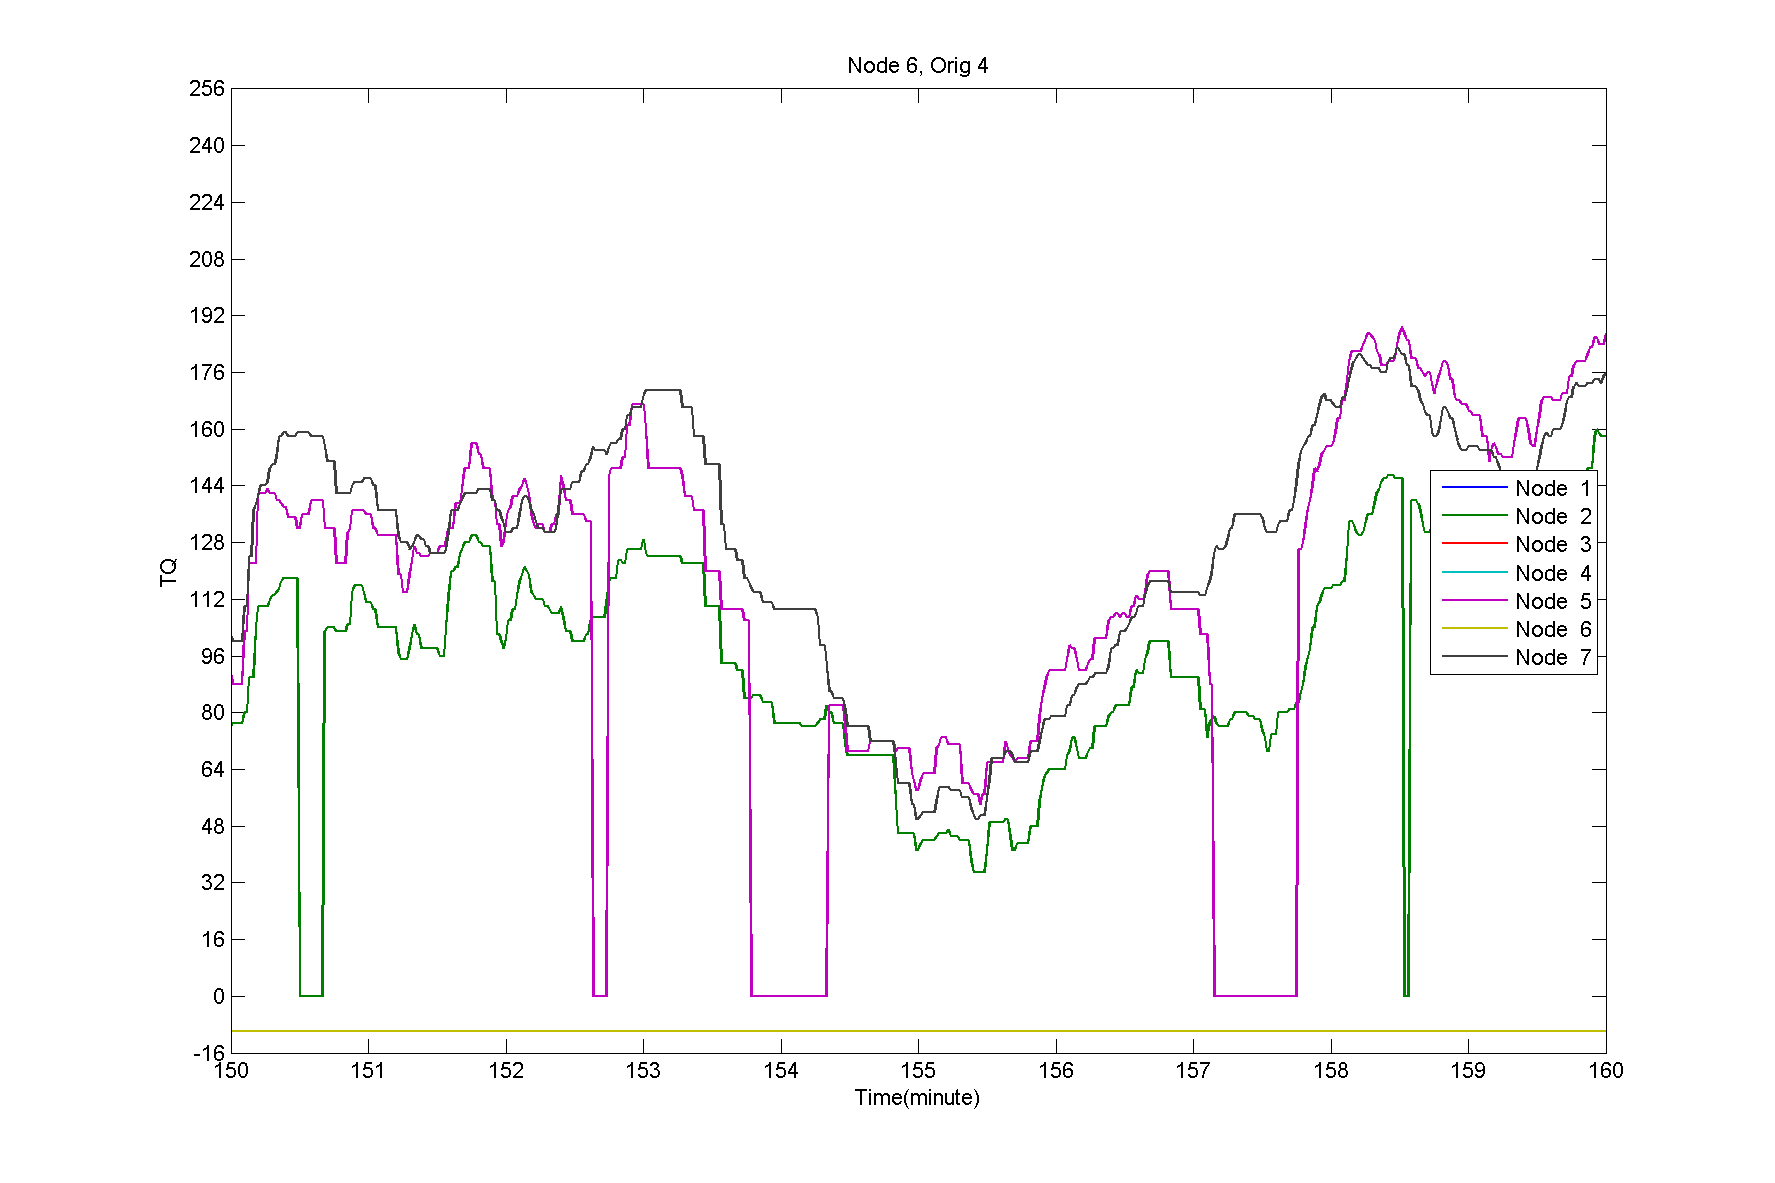 Node 6, Orig 4
256
240
224
208
192
176
160
144
128
112
96
80
64
48
32
16
0
-16
TQ
150 151 152 153 154 155 156 157 158 159 160
Time(minute)
Node 1
Node 2
Node 3
Node 4
Node 5
Node 6
Node 7